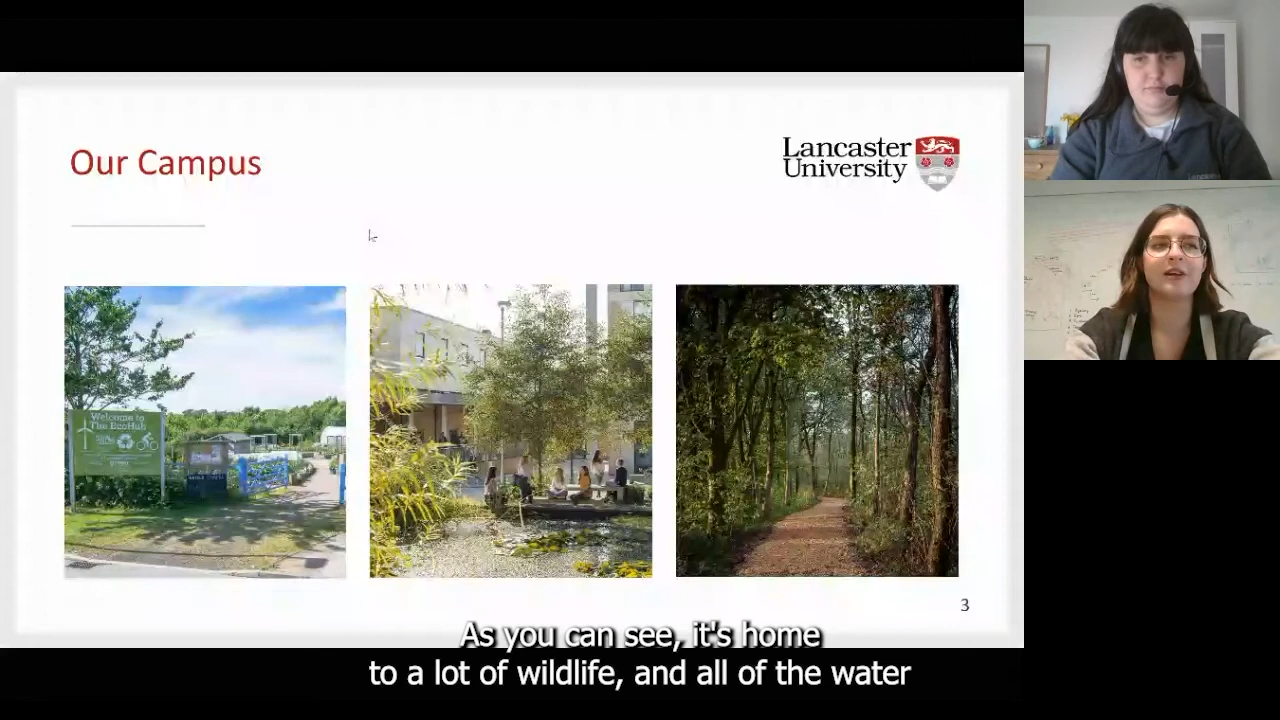 Our Campus
Lancaster
University
Welcome to
The EcoHub
3
As you can see, it's home
to a lot of wildlife, and all of the water